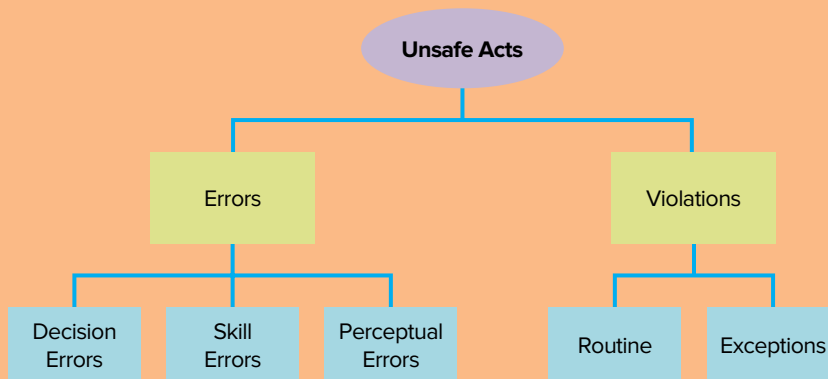 Unsafe Acts
Errors
Violations
Decision
Errors
Skill
Errors
Perceptual
Errors
Routine
Exceptions